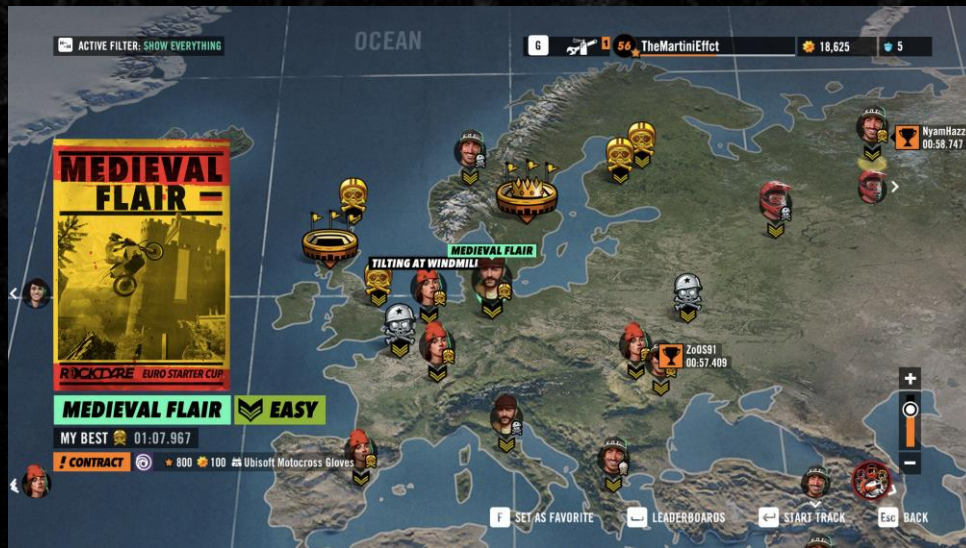 ACTIVE FILTER: SHOW EVERYTHING
OCEAN
G
1
56 TheMartiniEffct
18,625
5
NyamHazz
00:58.747
MEDIEVAL
FLAIR
MEDIEVAL FLAIR
TILTING AT WINDMILL
ZoOS91
00:57.409
ROCKTYRE EURO STARTER CUP
MEDIEVAL FLAIR
EASY
MY BEST 01:07.967
! CONTRACT 800 100 Ubisoft Motocross Gloves
F SET AS FAVORITE
LEADERBOARDS
START TRACK
Esc BACK